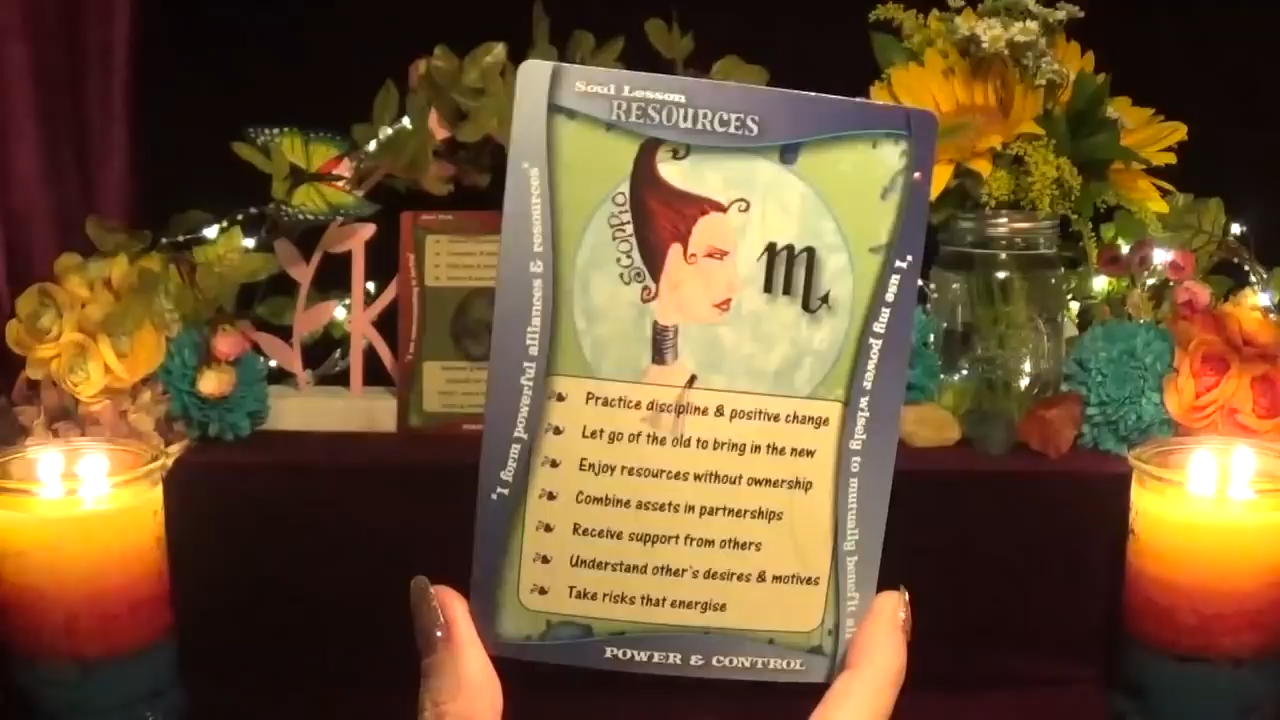 Soul Lesson
RESOURCES
SCORPIO
"I form powerful alliances & resources"
"I use my power wisely to mutually benefit
Practice discipline & positive change
Let go of the old to bring in the new
Enjoy resources without ownership
Combine assets in partnerships
Receive support from others
Understand other's desires & motives
Take risks that energise
POWER & CONTROL
K